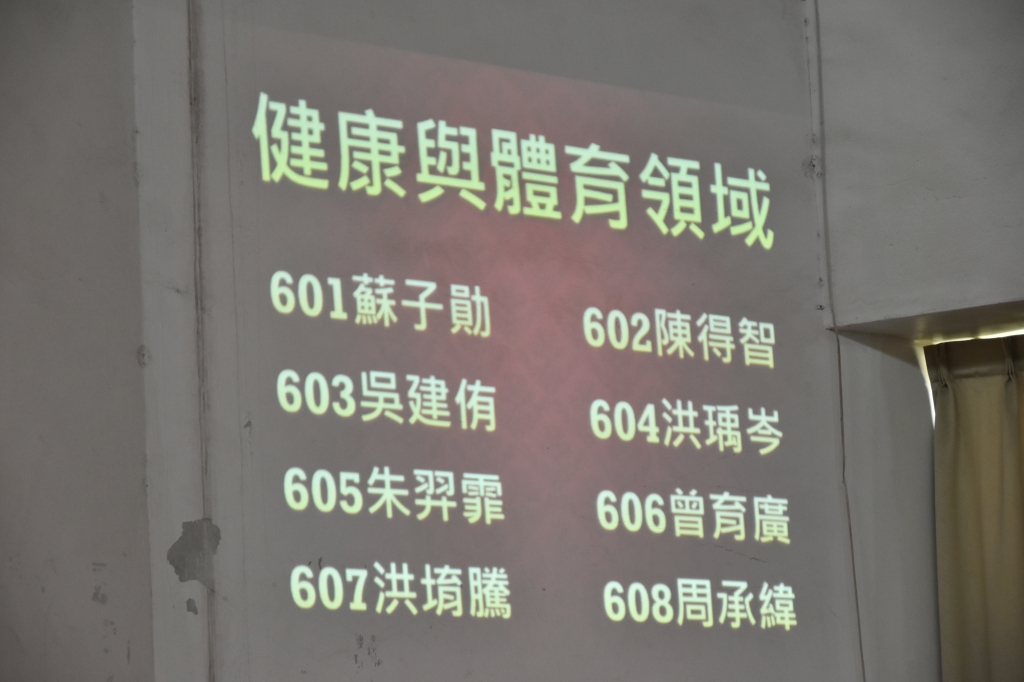 健康與體育領域
601蘇子勛 602陳得智
603吳建侑 604洪瑀岑
605朱羿霏 606曾育廣
607洪堉騰 608周承緯